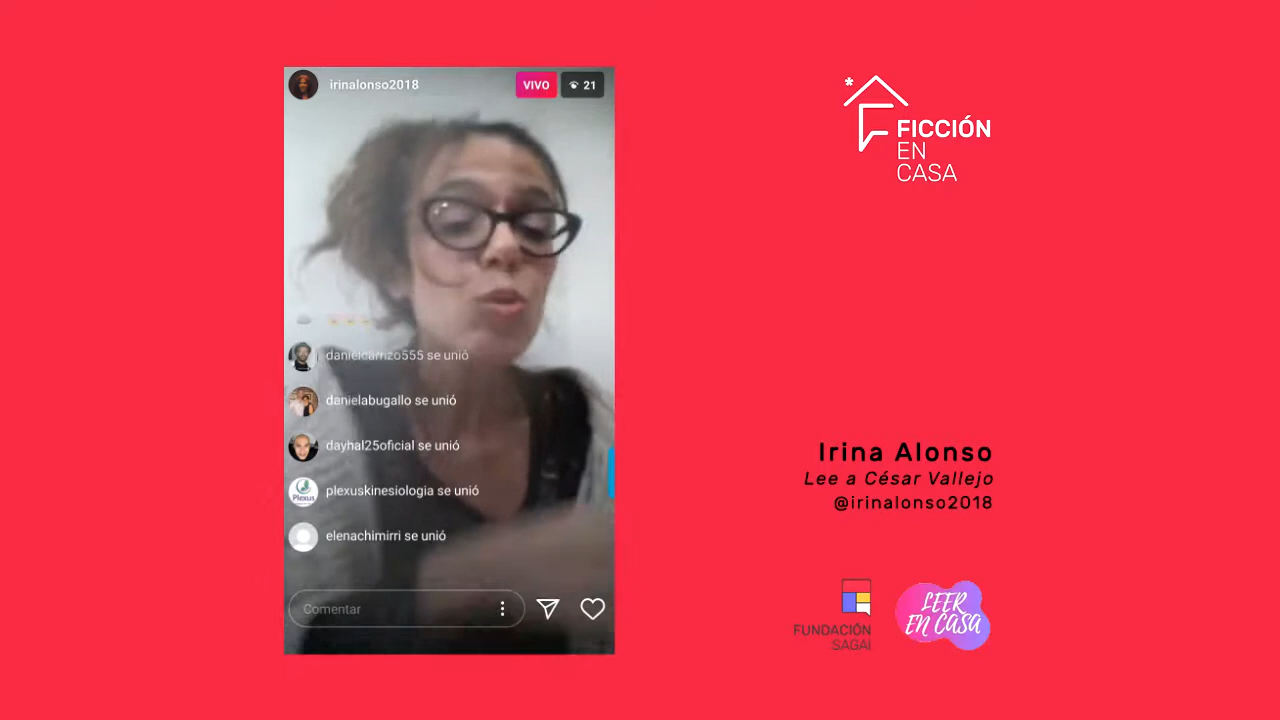 irinalonso2018
VIVO
21
danielcarrizo555 se unió
danielabugallo se unió
dayhal25oficial se unió
Plexus
plexuskinesiologia se unió
elenachimirri se unió
Comentar
FICCIÓN
EN
CASA
Irina Alonso
Lee a César Vallejo
@irinalonso2018
FUNDACIÓN
SAGAI
LEER
EN CASA